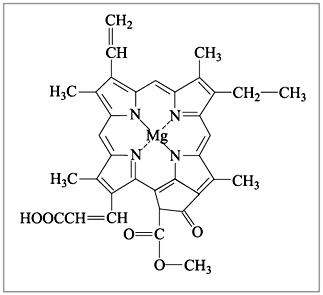 CH₂
CH CH₃
H₃C CH₂—CH₃
N N
Mg
N N
H₃C CH₃
HOOCCH=CH
O=C O
O—CH₃